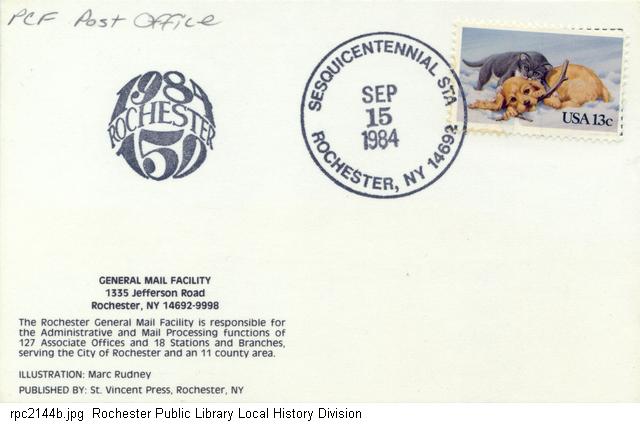 PCF Post Office
1984
ROCHESTER
150
SESQUICENTENNIAL STA
SEP
15
1984
ROCHESTER, NY 14692
USA 13c
GENERAL MAIL FACILITY
1335 Jefferson Road
Rochester, NY 14692-9998
The Rochester General Mail Facility is responsible for
the Administrative and Mail Processing functions of
127 Associate Offices and 18 Stations and Branches,
serving the City of Rochester and an 11 county area.
ILLUSTRATION: Marc Rudney
PUBLISHED BY: St. Vincent Press, Rochester, NY
rpc2144b.jpg Rochester Public Library Local History Division